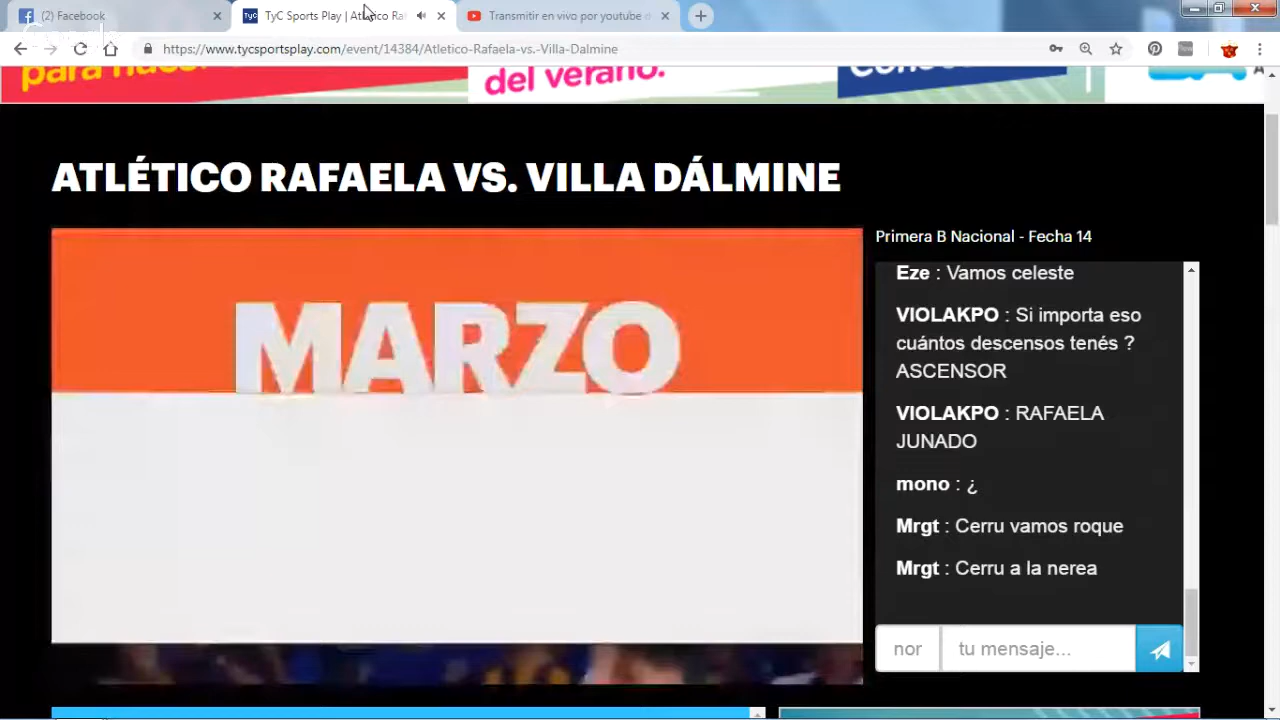 (2) Facebook
TyC TyC Sports Play | Atlético Ra
Transmitir en vivo por youtube d
https://www.tycsportsplay.com/event/14384/Atletico-Rafaela-vs.-Villa-Dalmine
del verano.
ATLÉTICO RAFAELA VS. VILLA DÁLMINE
MARZO
Primera B Nacional - Fecha 14
Eze : Vamos celeste
VIOLAKPO : Si importa eso
cuántos descensos tenés ?
ASCENSOR
VIOLAKPO : RAFAELA
JUNADO
mono : ¿
Mrgt : Cerru vamos roque
Mrgt : Cerru a la nerea
nor
tu mensaje...